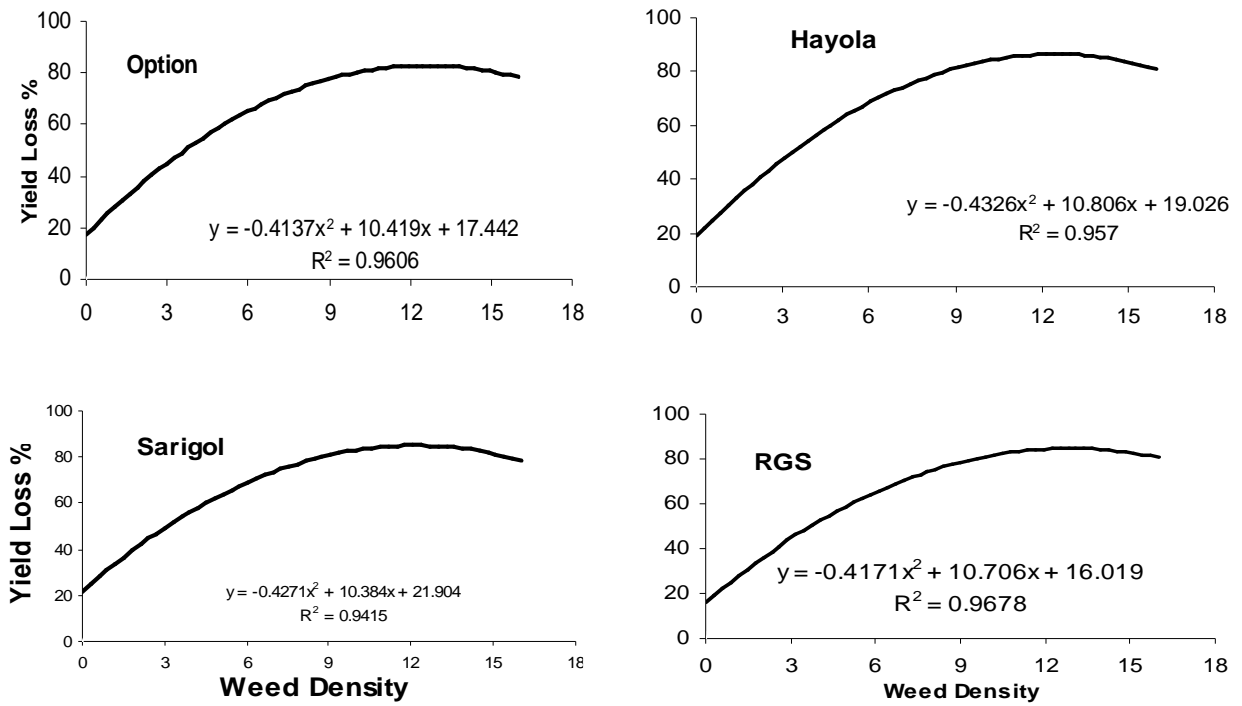 Option
Yield Loss %
100
80
60
40
20
0
y = -0.4137x² + 10.419x + 17.442
R² = 0.9606
0 3 6 9 12 15 18
Hayola
100
80
60
40
20
0
y = -0.4326x² + 10.806x + 19.026
R² = 0.957
0 3 6 9 12 15 18
Sarigol
Yield Loss %
100
80
60
40
20
0
y = -0.4271x² + 10.384x + 21.904
R² = 0.9415
0 3 6 9 12 15 18
Weed Density
RGS
100
80
60
40
20
0
y = -0.4171x² + 10.706x + 16.019
R² = 0.9678
0 3 6 9 12 15 18
Weed Density